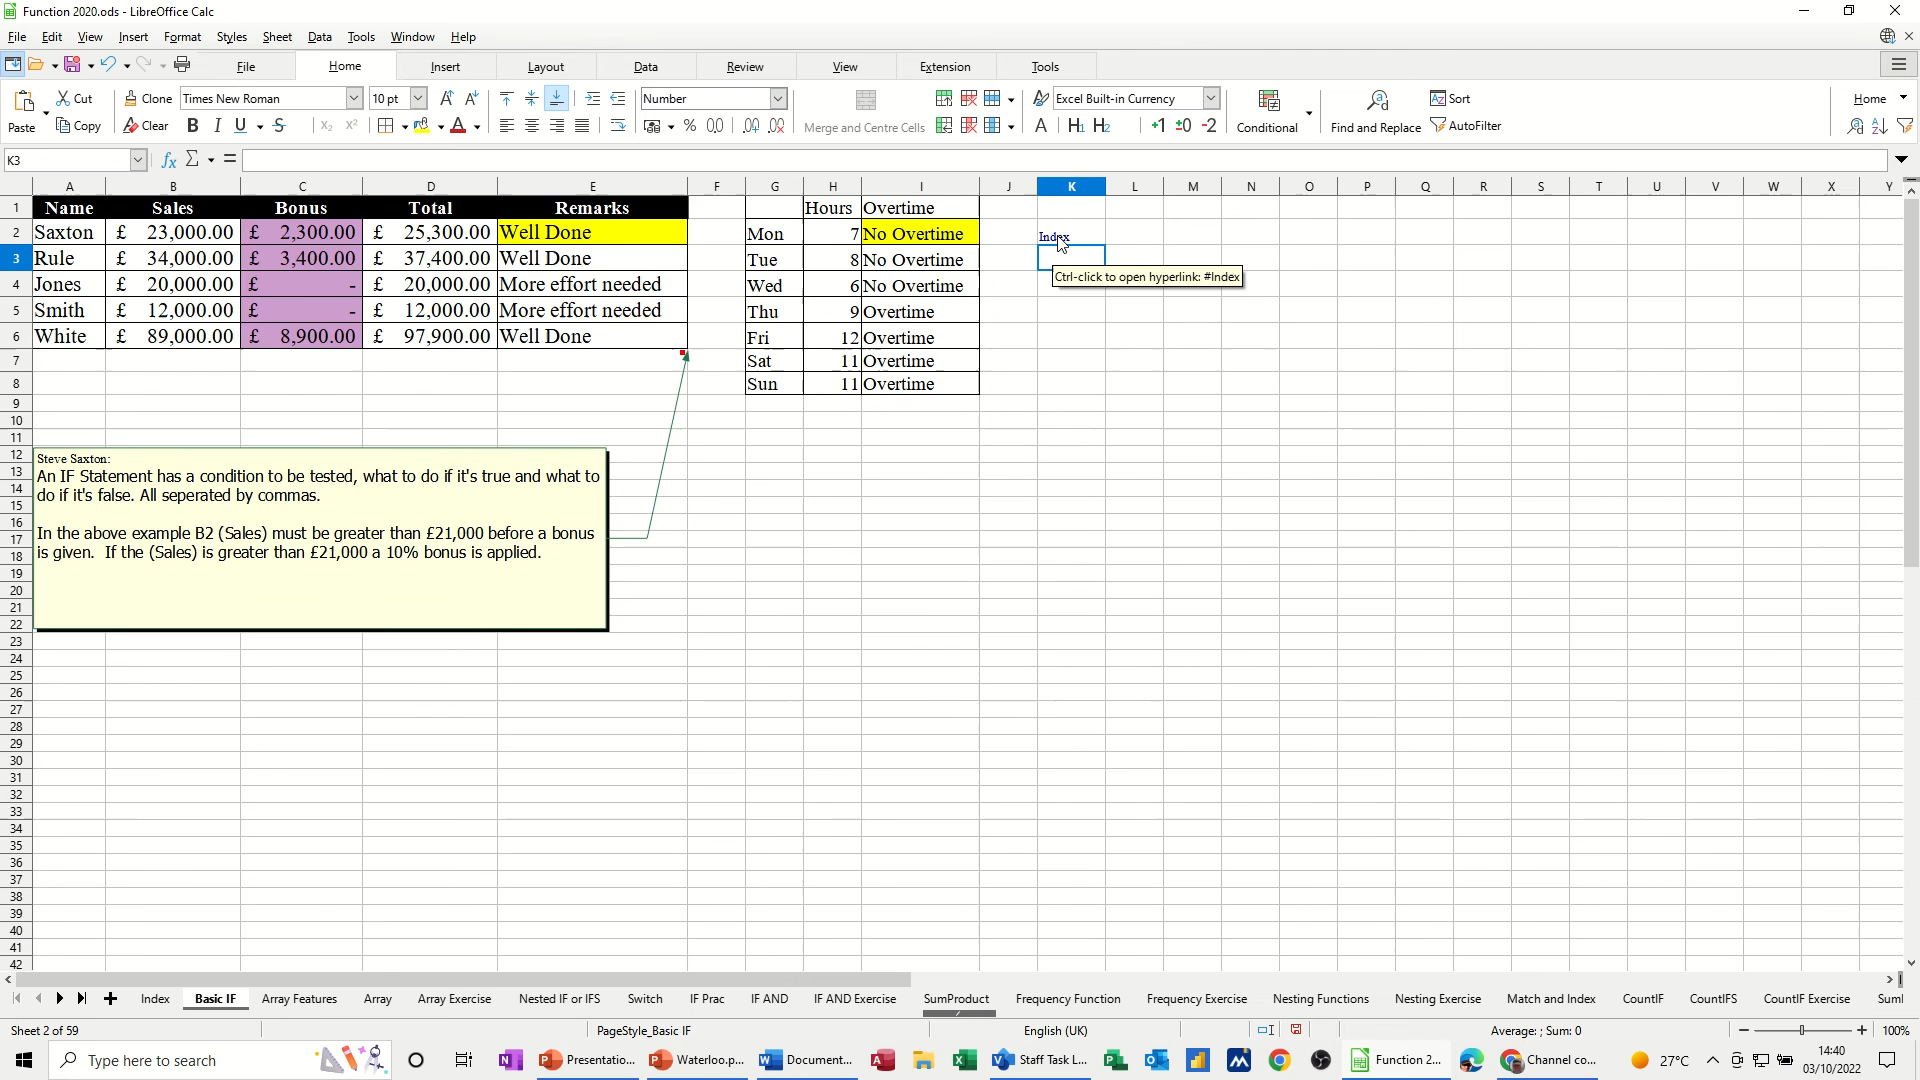 Function 2020.ods - LibreOffice Calc
File Edit View Insert Format Styles Sheet Data Tools Window Help
File Home Insert Layout Data Review View Extension Tools
Paste Cut Copy Clone Clear Times New Roman 10 pt Number Merge and Centre Cells Excel Built-in Currency Conditional Find and Replace Sort AutoFilter Home
K3
A B C D E F G H I J K L M N O P Q R S T U V W X Y
1 Name Sales Bonus Total Remarks Hours Overtime
2 Saxton £ 23,000.00 £ 2,300.00 £ 25,300.00 Well Done Mon 7 No Overtime Index
3 Rule £ 34,000.00 £ 3,400.00 £ 37,400.00 Well Done Tue 8 No Overtime
Ctrl-click to open hyperlink: #Index
4 Jones £ 20,000.00 £ - £ 20,000.00 More effort needed Wed 6 No Overtime
5 Smith £ 12,000.00 £ - £ 12,000.00 More effort needed Thu 9 Overtime
6 White £ 89,000.00 £ 8,900.00 £ 97,900.00 Well Done Fri 12 Overtime
7 Sat 11 Overtime
8 Sun 11 Overtime
9
10
11
12
13
14
15
16
17
18
19
20
21
22
23
24
25
26
27
28
29
30
31
32
33
34
35
36
37
38
39
40
41
42
Steve Saxton:
An IF Statement has a condition to be tested, what to do if it's true and what to
do if it's false. All seperated by commas.
In the above example B2 (Sales) must be greater than £21,000 before a bonus
is given. If the (Sales) is greater than £21,000 a 10% bonus is applied.
Index Basic IF Array Features Array Array Exercise Nested IF or IFS Switch IF Prac IF AND IF AND Exercise SumProduct Frequency Function Frequency Exercise Nesting Functions Nesting Exercise Match and Index CountIF CountIFS CountIF Exercise SumI
Sheet 2 of 59 PageStyle_Basic IF English (UK) Average: ; Sum: 0 100%
Type here to search Presentatio... Waterloo.p... Document... Staff Task L... Function 2... Channel co... 27°C 14:40
03/10/2022